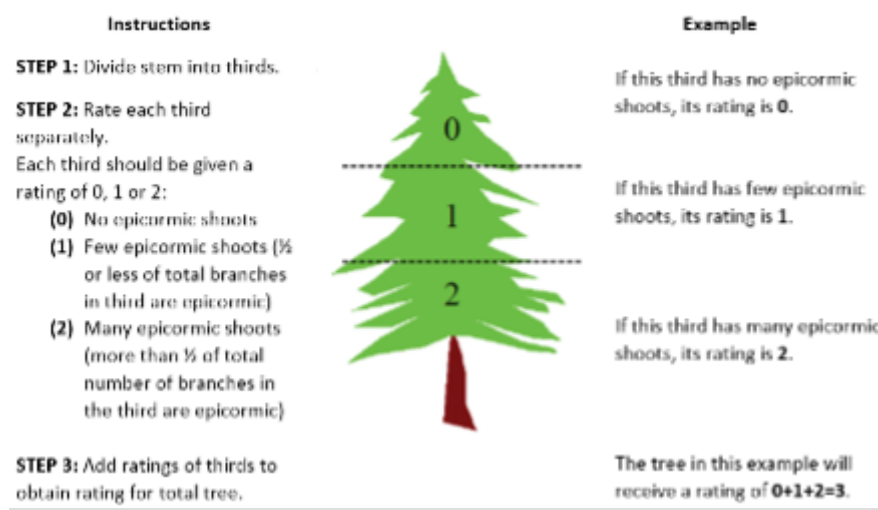 Instructions
STEP 1: Divide stem into thirds.
STEP 2: Rate each third
separately.
Each third should be given a
rating of 0, 1 or 2:
(0) No epicormic shoots
(1) Few epicormic shoots (½
or less of total branches
in third are epicormic)
(2) Many epicormic shoots
(more than ½ of total
number of branches in
the third are epicormic)
STEP 3: Add ratings of thirds to
obtain rating for total tree.
0
1
2
Example
If this third has no epicormic
shoots, its rating is 0.
If this third has few epicormic
shoots, its rating is 1.
If this third has many epicormic
shoots, its rating is 2.
The tree in this example will
receive a rating of 0+1+2=3.